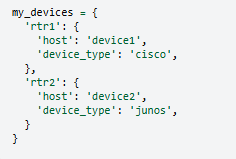 my_devices = {
  'rtr1': {
    'host': 'device1',
    'device_type': 'cisco',
  },
  'rtr2': {
    'host': 'device2',
    'device_type': 'junos',
  }
}